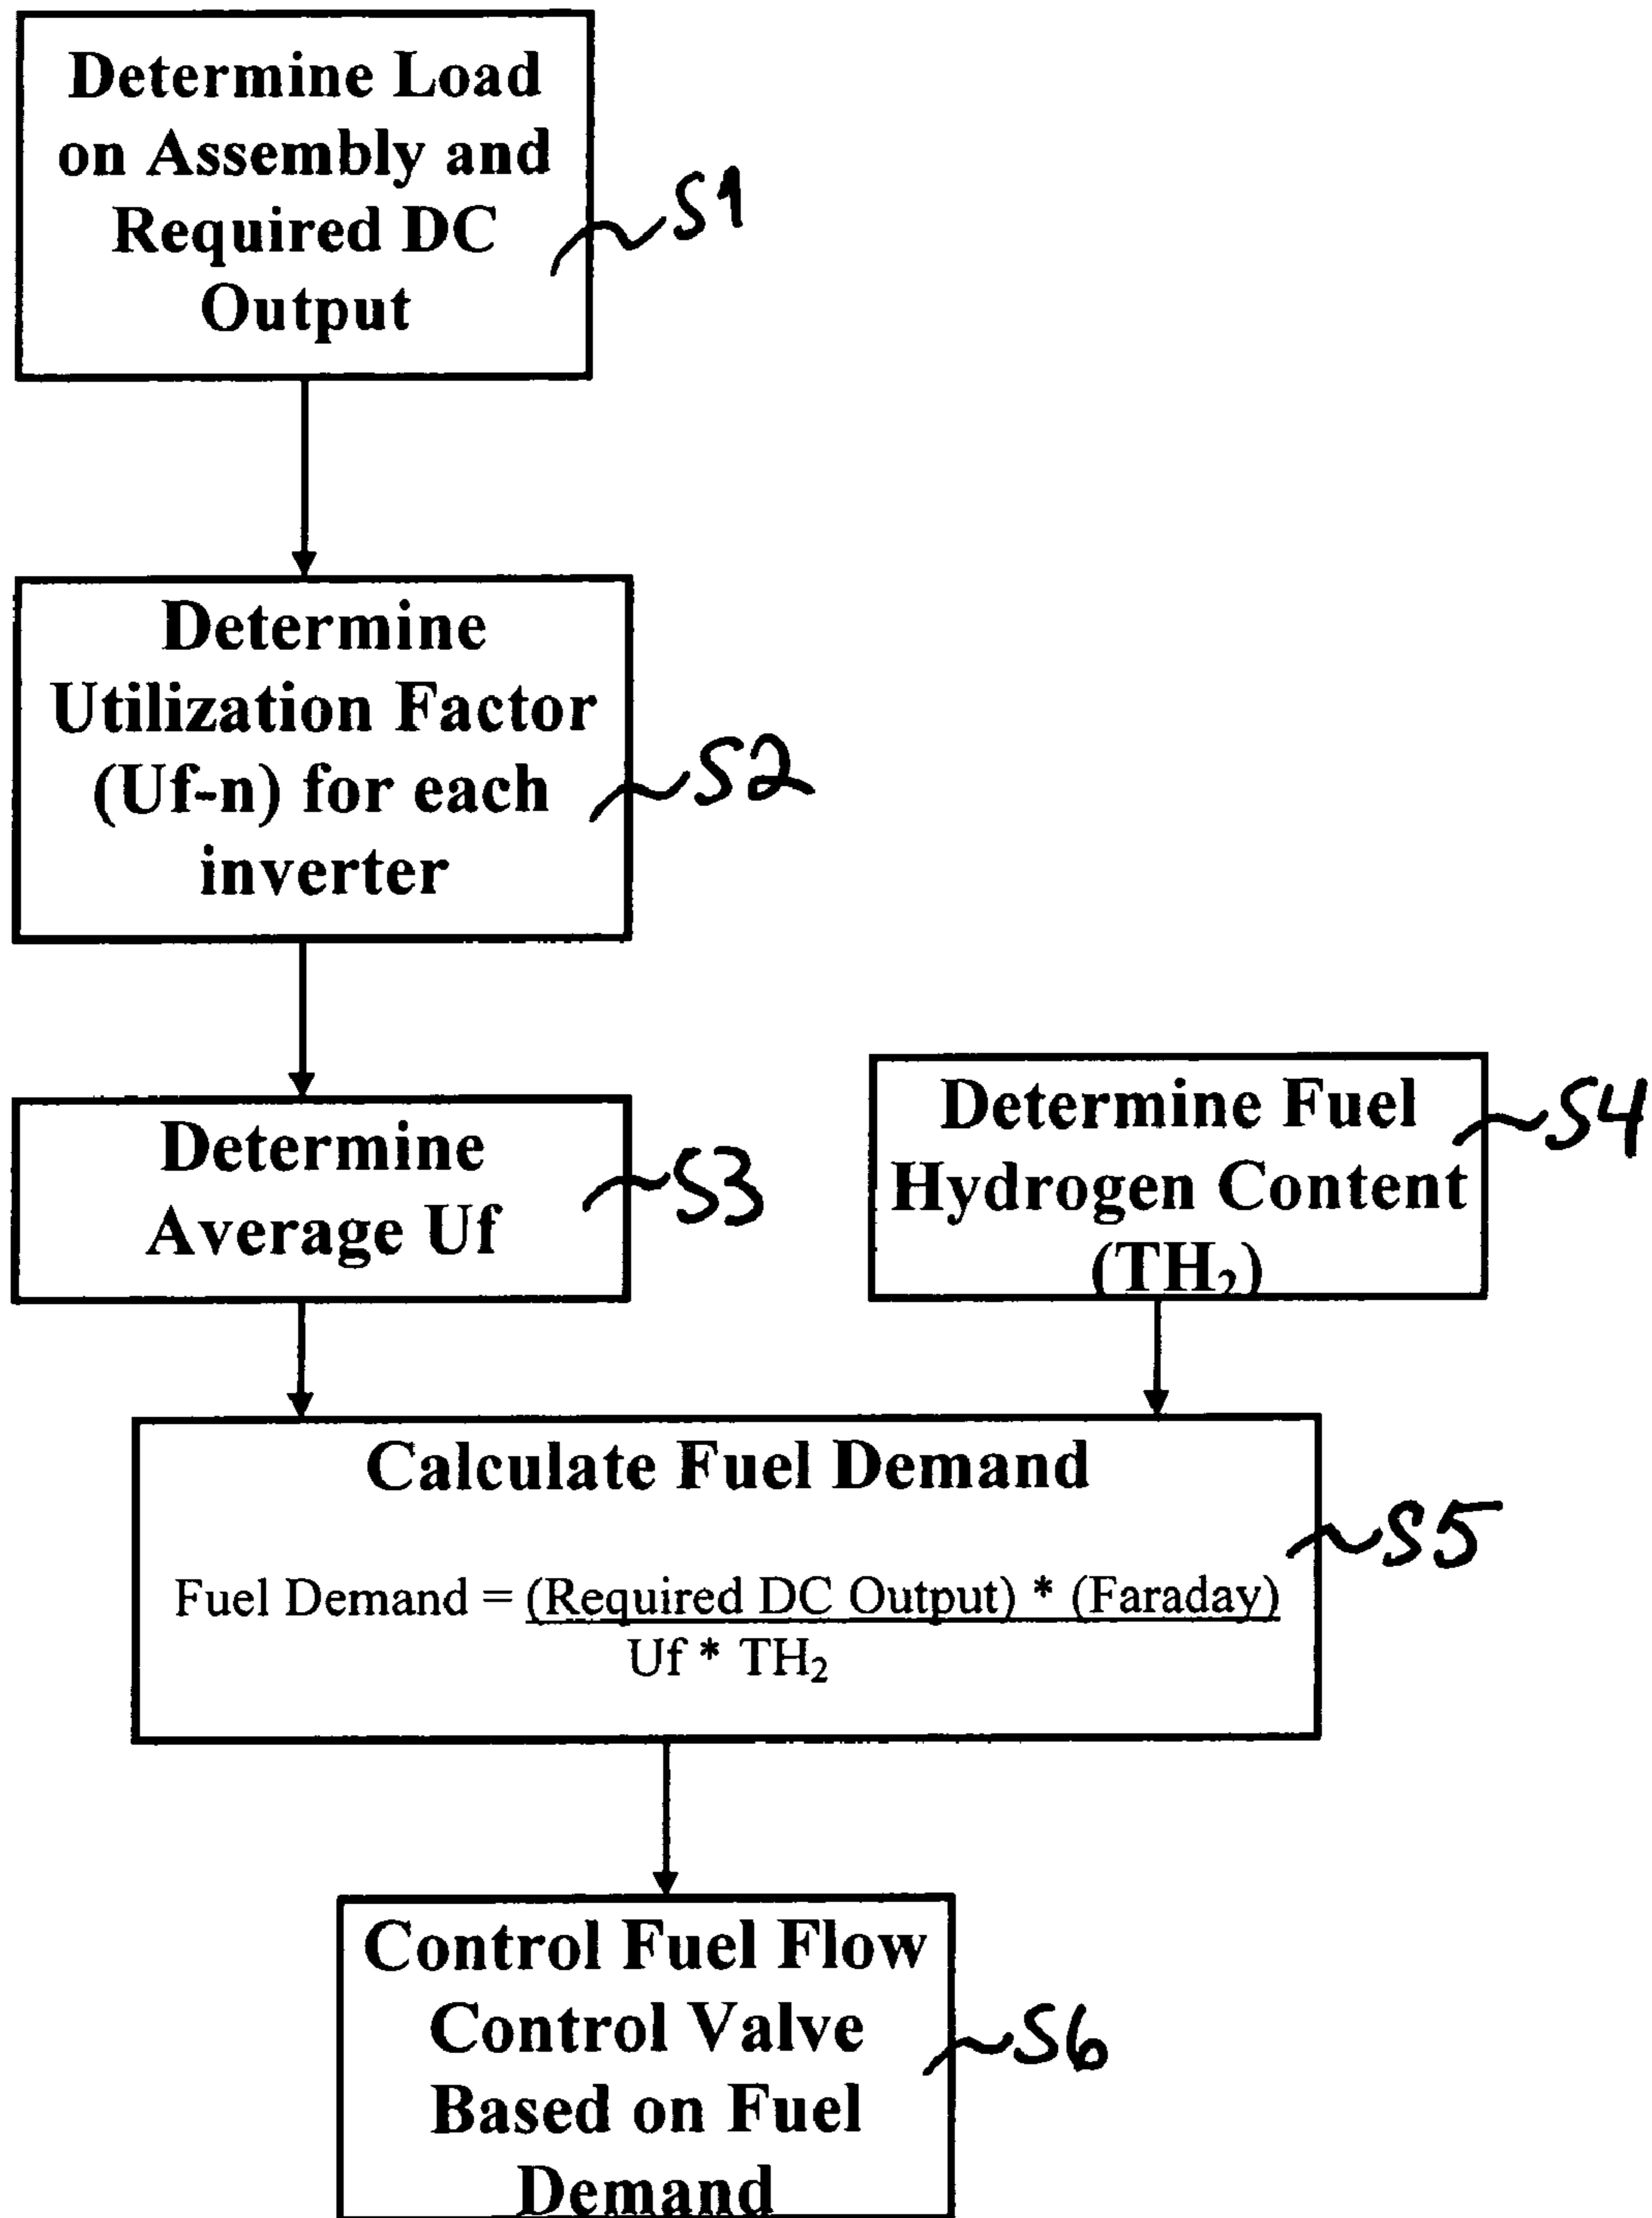 Determine Load
on Assembly and
Required DC
Output
S1
Determine
Utilization Factor
(Uf-n) for each
inverter
S2
Determine
Average Uf
S3
Determine Fuel
Hydrogen Content
(TH₂)
S4
Calculate Fuel Demand
Fuel Demand = (Required DC Output) * (Faraday)
Uf * TH₂
S5
Control Fuel Flow
Control Valve
Based on Fuel
Demand
S6